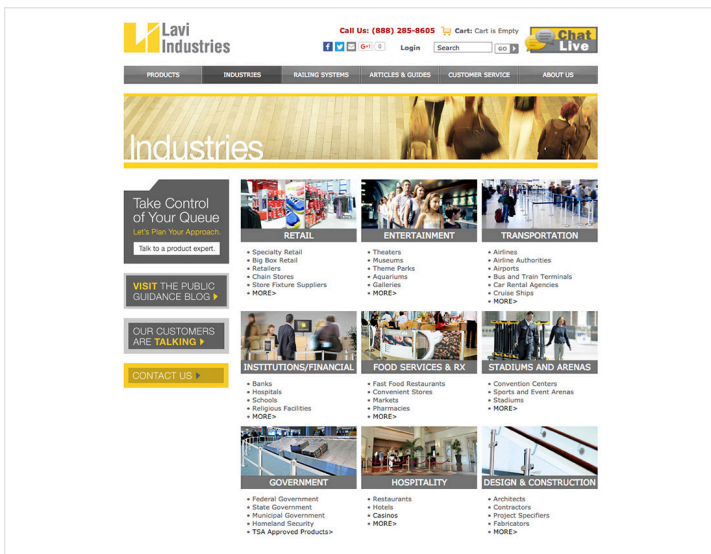 Lavi
Industries
Call Us: (888) 285-8605
Cart: Cart is Empty
Chat
Live
G+1
0
Login
Search
GO
PRODUCTS
INDUSTRIES
RAILING SYSTEMS
ARTICLES & GUIDES
CUSTOMER SERVICE
ABOUT US
Industries
Take Control
of Your Queue
Let's Plan Your Approach.
Talk to a product expert.
VISIT THE PUBLIC
GUIDANCE BLOG
OUR CUSTOMERS
ARE TALKING
CONTACT US
RETAIL
• Specialty Retail
• Big Box Retail
• Retailers
• Chain Stores
• Store Fixture Suppliers
• MORE>
ENTERTAINMENT
• Theaters
• Museums
• Theme Parks
• Aquariums
• Galleries
• MORE>
TRANSPORTATION
• Airlines
• Airline Authorities
• Airports
• Bus and Train Terminals
• Car Rental Agencies
• Cruise Ships
• MORE>
INSTITUTIONS/FINANCIAL
• Banks
• Hospitals
• Schools
• Religious Facilities
• MORE>
FOOD SERVICES & RX
• Fast Food Restaurants
• Convenient Stores
• Markets
• Pharmacies
• MORE>
STADIUMS AND ARENAS
• Convention Centers
• Sports and Event Arenas
• Stadiums
• MORE>
GOVERNMENT
• Federal Government
• State Government
• Municipal Government
• Homeland Security
• TSA Approved Products>
HOSPITALITY
• Restaurants
• Hotels
• Casinos
• MORE>
DESIGN & CONSTRUCTION
• Architects
• Contractors
• Project Specifiers
• Fabricators
• MORE>